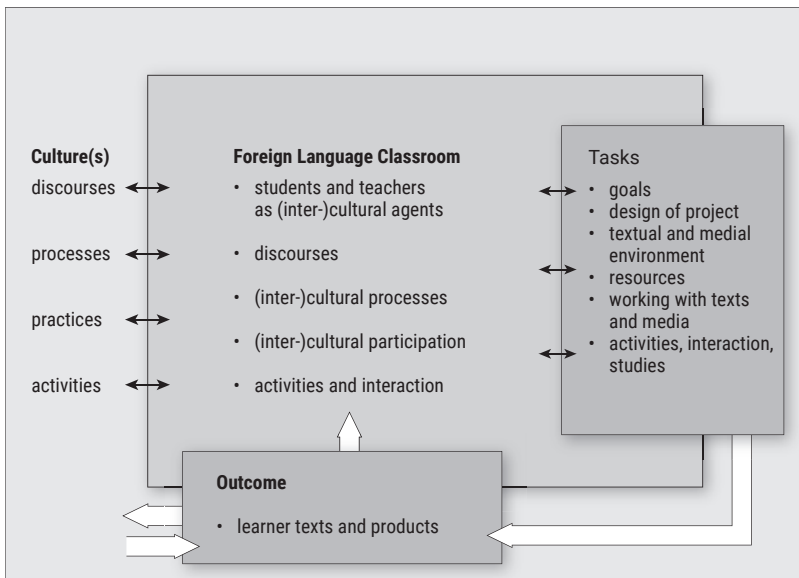 Culture(s)
discourses
processes
practices
activities
Foreign Language Classroom
• students and teachers
as (inter-)cultural agents
• discourses
• (inter-)cultural processes
• (inter-)cultural participation
• activities and interaction
Tasks
• goals
• design of project
• textual and medial
environment
• resources
• working with texts
and media
• activities, interaction,
studies
Outcome
• learner texts and products